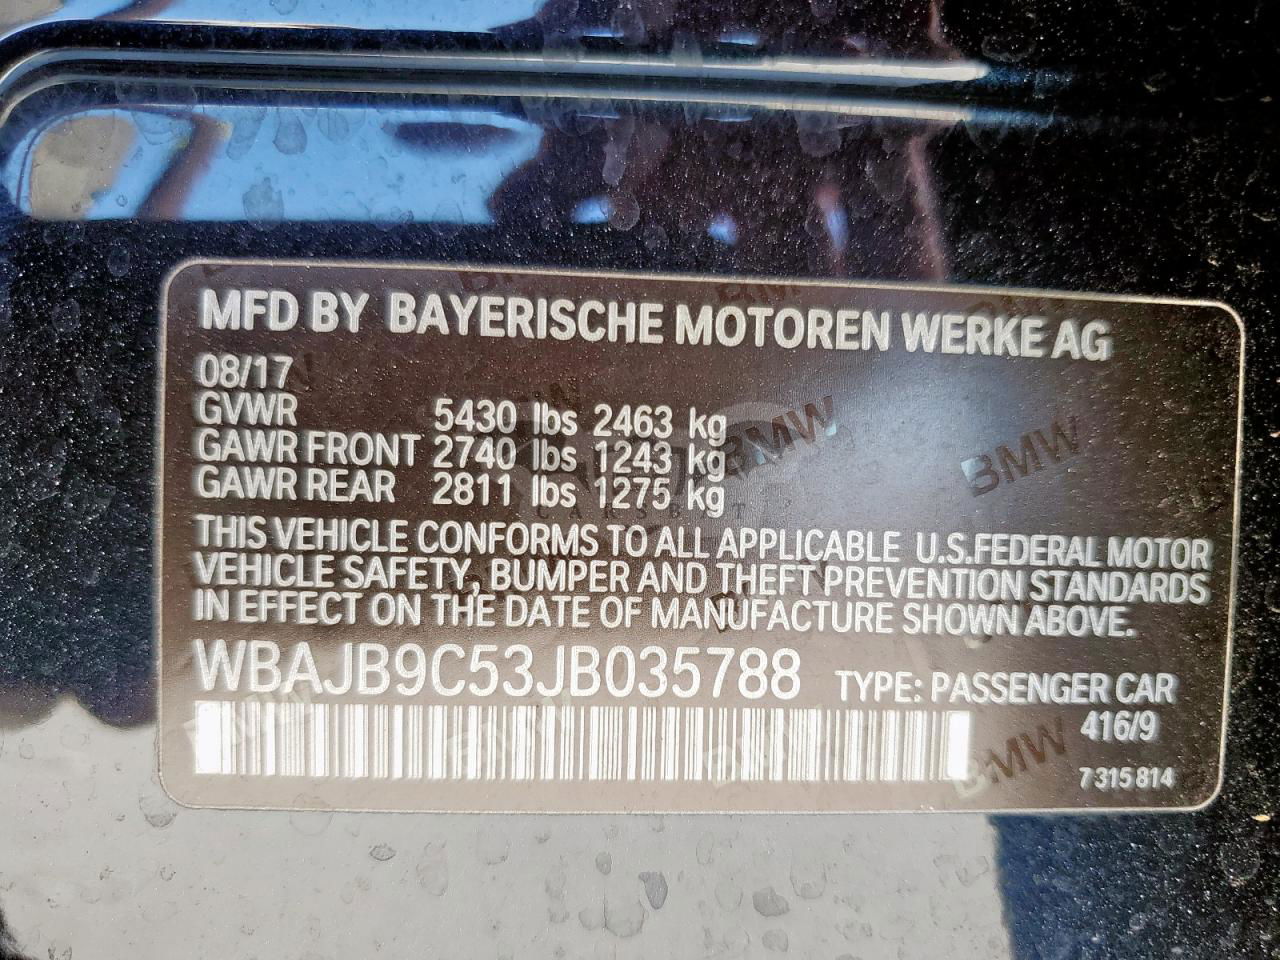 MFD BY BAYERISCHE MOTOREN WERKE AG
08/17
GVWR 5430 lbs 2463 kg
GAWR FRONT 2740 lbs 1243 kg
GAWR REAR 2811 lbs 1275 kg
THIS VEHICLE CONFORMS TO ALL APPLICABLE U.S.FEDERAL MOTOR
VEHICLE SAFETY, BUMPER AND THEFT PREVENTION STANDARDS
IN EFFECT ON THE DATE OF MANUFACTURE SHOWN ABOVE.
WBAJB9C53JB035788 TYPE: PASSENGER CAR
416/9
7 315 814
BMW
BMW
BMW